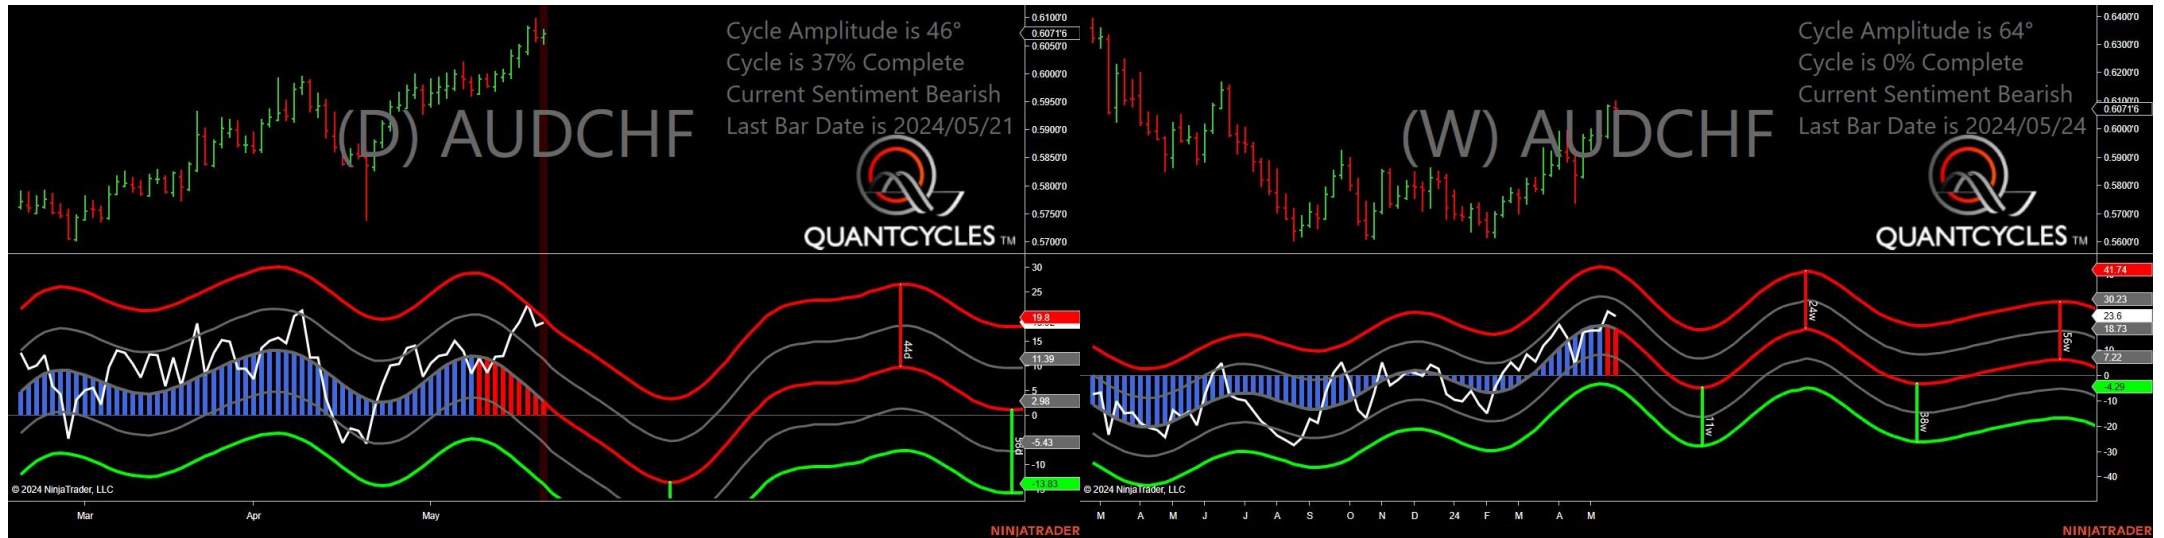 Cycle Amplitude is 46°
Cycle is 37% Complete
Current Sentiment Bearish
Last Bar Date is 2024/05/21
(D) AUDCHF
QUANTCYCLES TM
0.6100'0
0.6071'6
0.6050'0
0.6000'0
0.5950'0
0.5900'0
0.5850'0
0.5800'0
0.5750'0
0.5700'0
30
25
19.8
15
11.39
10
5
2.98
0
-5.43
-10
-13.83
44d
© 2024 NinjaTrader, LLC
Mar Apr May
NINJATRADER
Cycle Amplitude is 64°
Cycle is 0% Complete
Current Sentiment Bearish
Last Bar Date is 2024/05/24
(W) AUDCHF
QUANTCYCLES TM
0.6400'0
0.6300'0
0.6200'0
0.6100'0
0.6071'6
0.6000'0
0.5900'0
0.5800'0
0.5700'0
0.5600'0
41.74
30.23
23.6
18.73
10
7.22
0
-4.29
-10
-20
-30
-40
11w
24w
38w
56w
© 2024 NinjaTrader, LLC
M A M J J A S O N D 24 F M A M
NINJATRADER